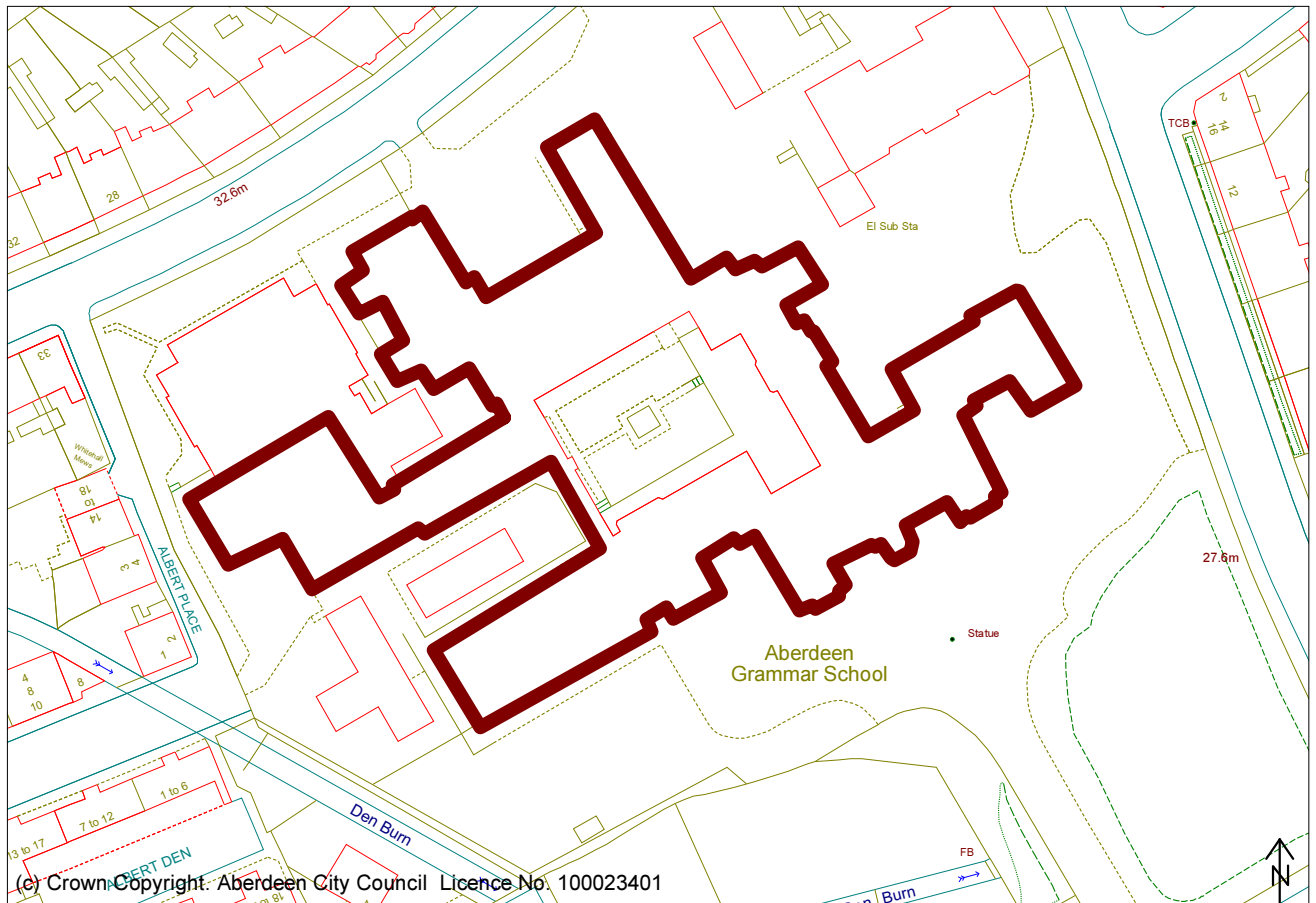 2
14
16
TCB
12
28
32.6m
32
El Sub Sta
33
Whitehall
Mews
18
to
14
3
4
ALBERT PLACE
27.6m
Statue
Aberdeen
Grammar School
1
2
4
8
10
8
1 to 6
7 to 12
13 to 17
Den Burn
ALBERT DEN
FB
Burn
N
(c) Crown Copyright. Aberdeen City Council Licence No. 100023401